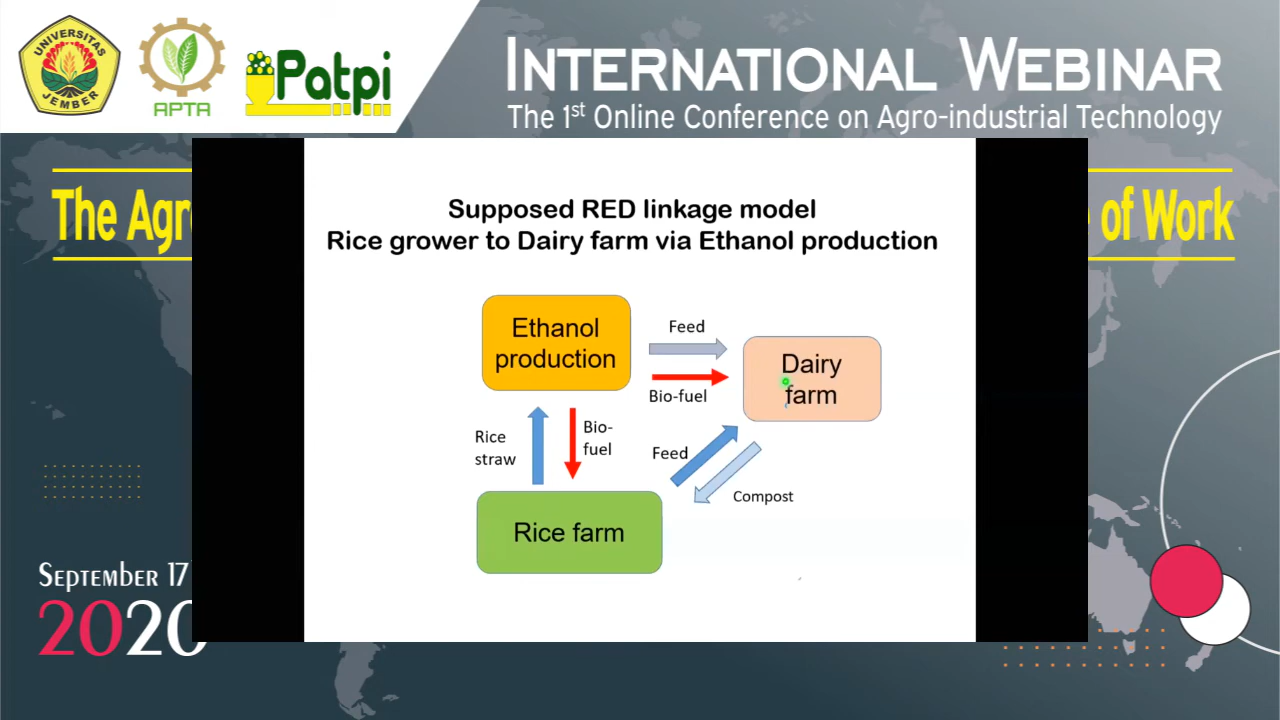 UNIVERSITAS
JEMBER
APTA
Patpi
INTERNATIONAL WEBINAR
The 1st Online Conference on Agro-industrial Technology
The Agr
e of Work
Supposed RED linkage model
Rice grower to Dairy farm via Ethanol production
Ethanol
production
Feed
Bio-fuel
Dairy
farm
Rice
straw
Bio-
fuel
Feed
Compost
Rice farm
SEPTEMBER 17
2020